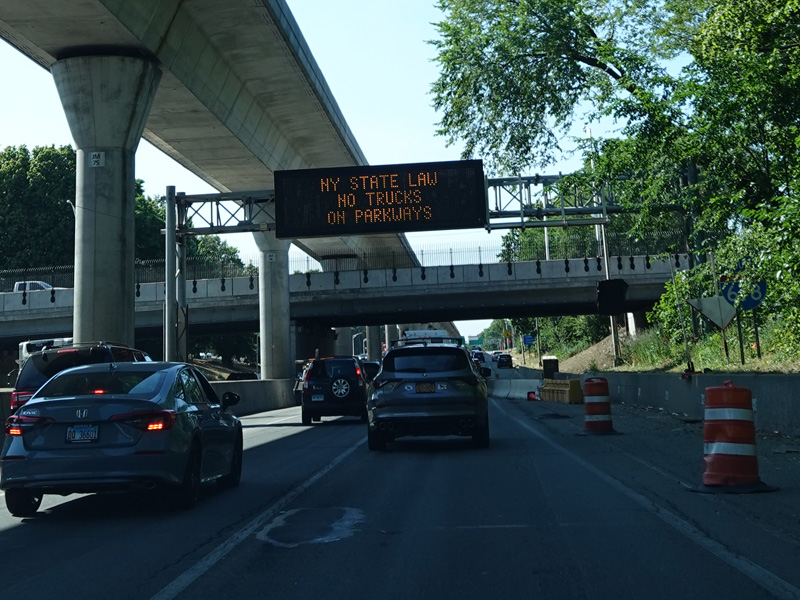 NY STATE LAW
NO TRUCKS
ON PARKWAYS